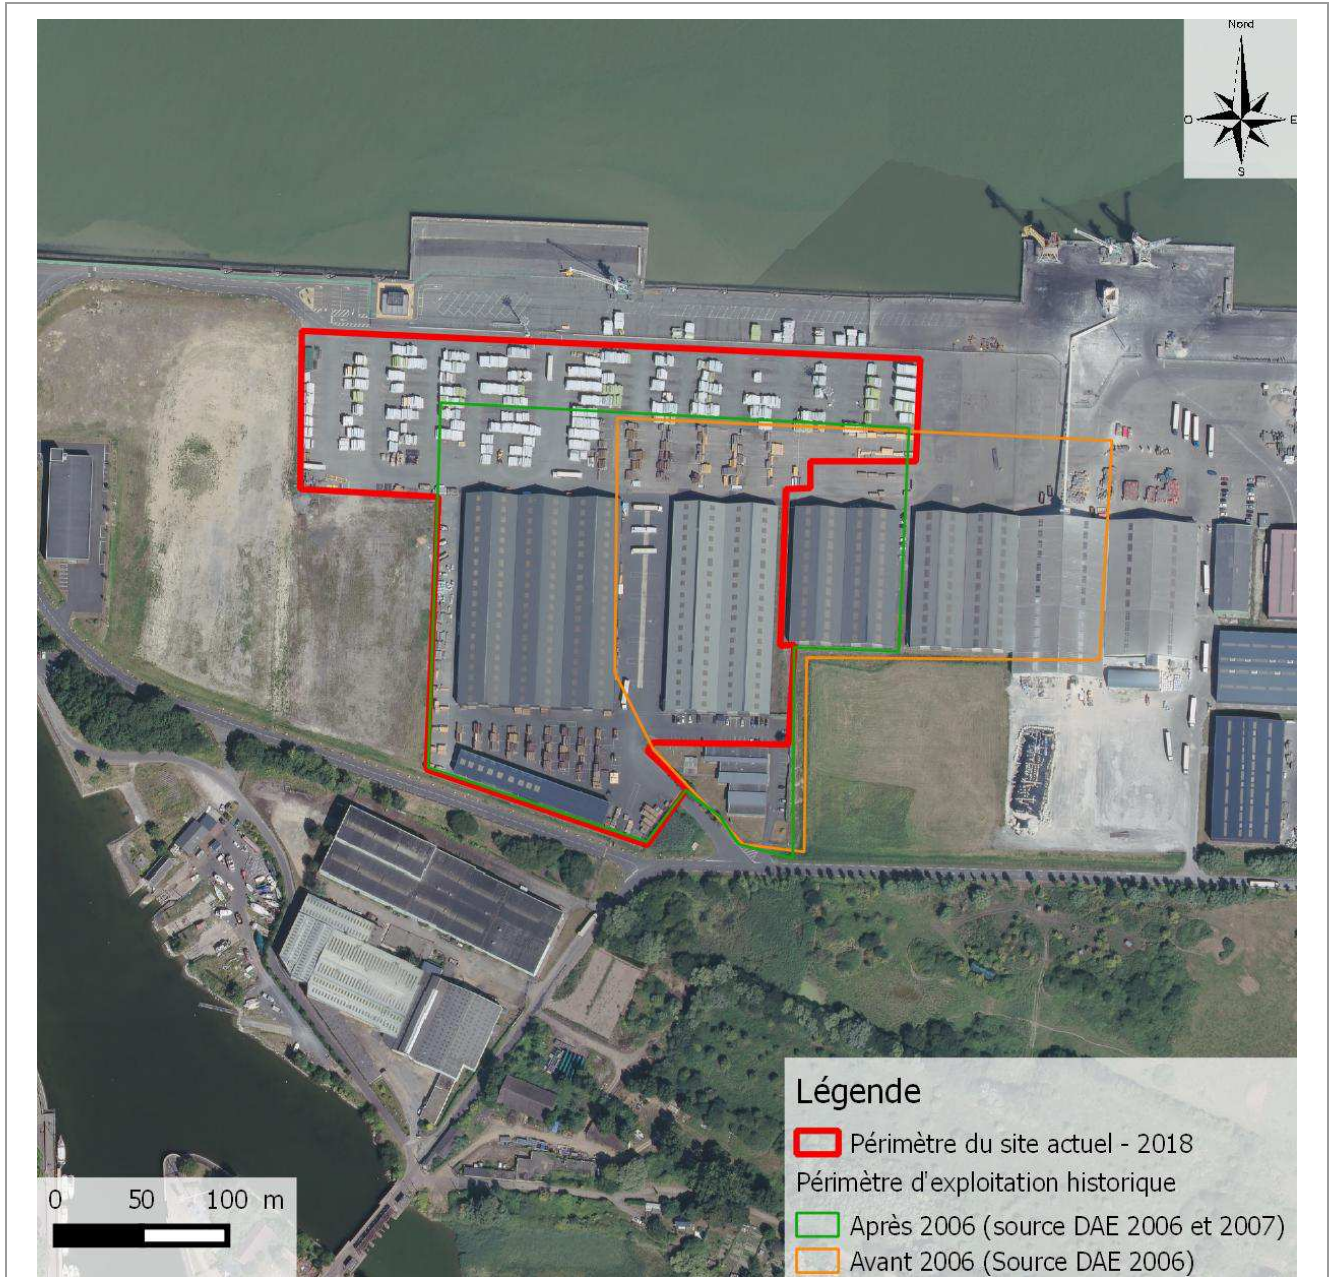 Nord
O
E
S
Légende
Périmètre du site actuel - 2018
Périmètre d'exploitation historique
Après 2006 (source DAE 2006 et 2007)
Avant 2006 (Source DAE 2006)
0 50 100 m